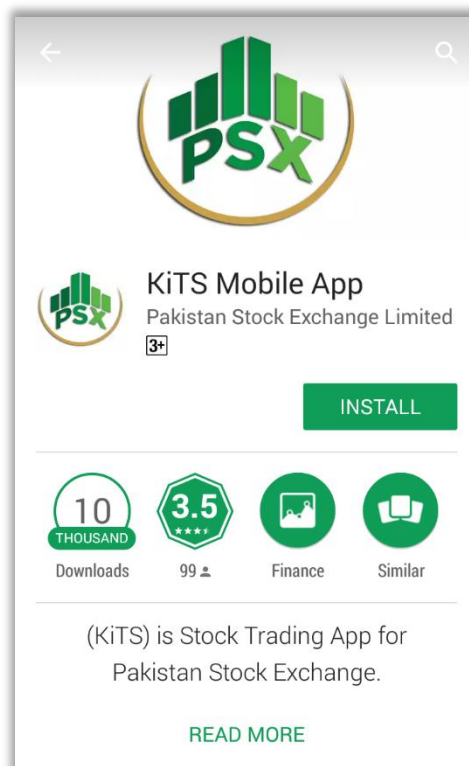 PSX
PSX
KiTS Mobile App
Pakistan Stock Exchange Limited
3+
INSTALL
10
THOUSAND
Downloads
3.5
99
Finance
Similar
(KiTS) is Stock Trading App for
Pakistan Stock Exchange.
READ MORE